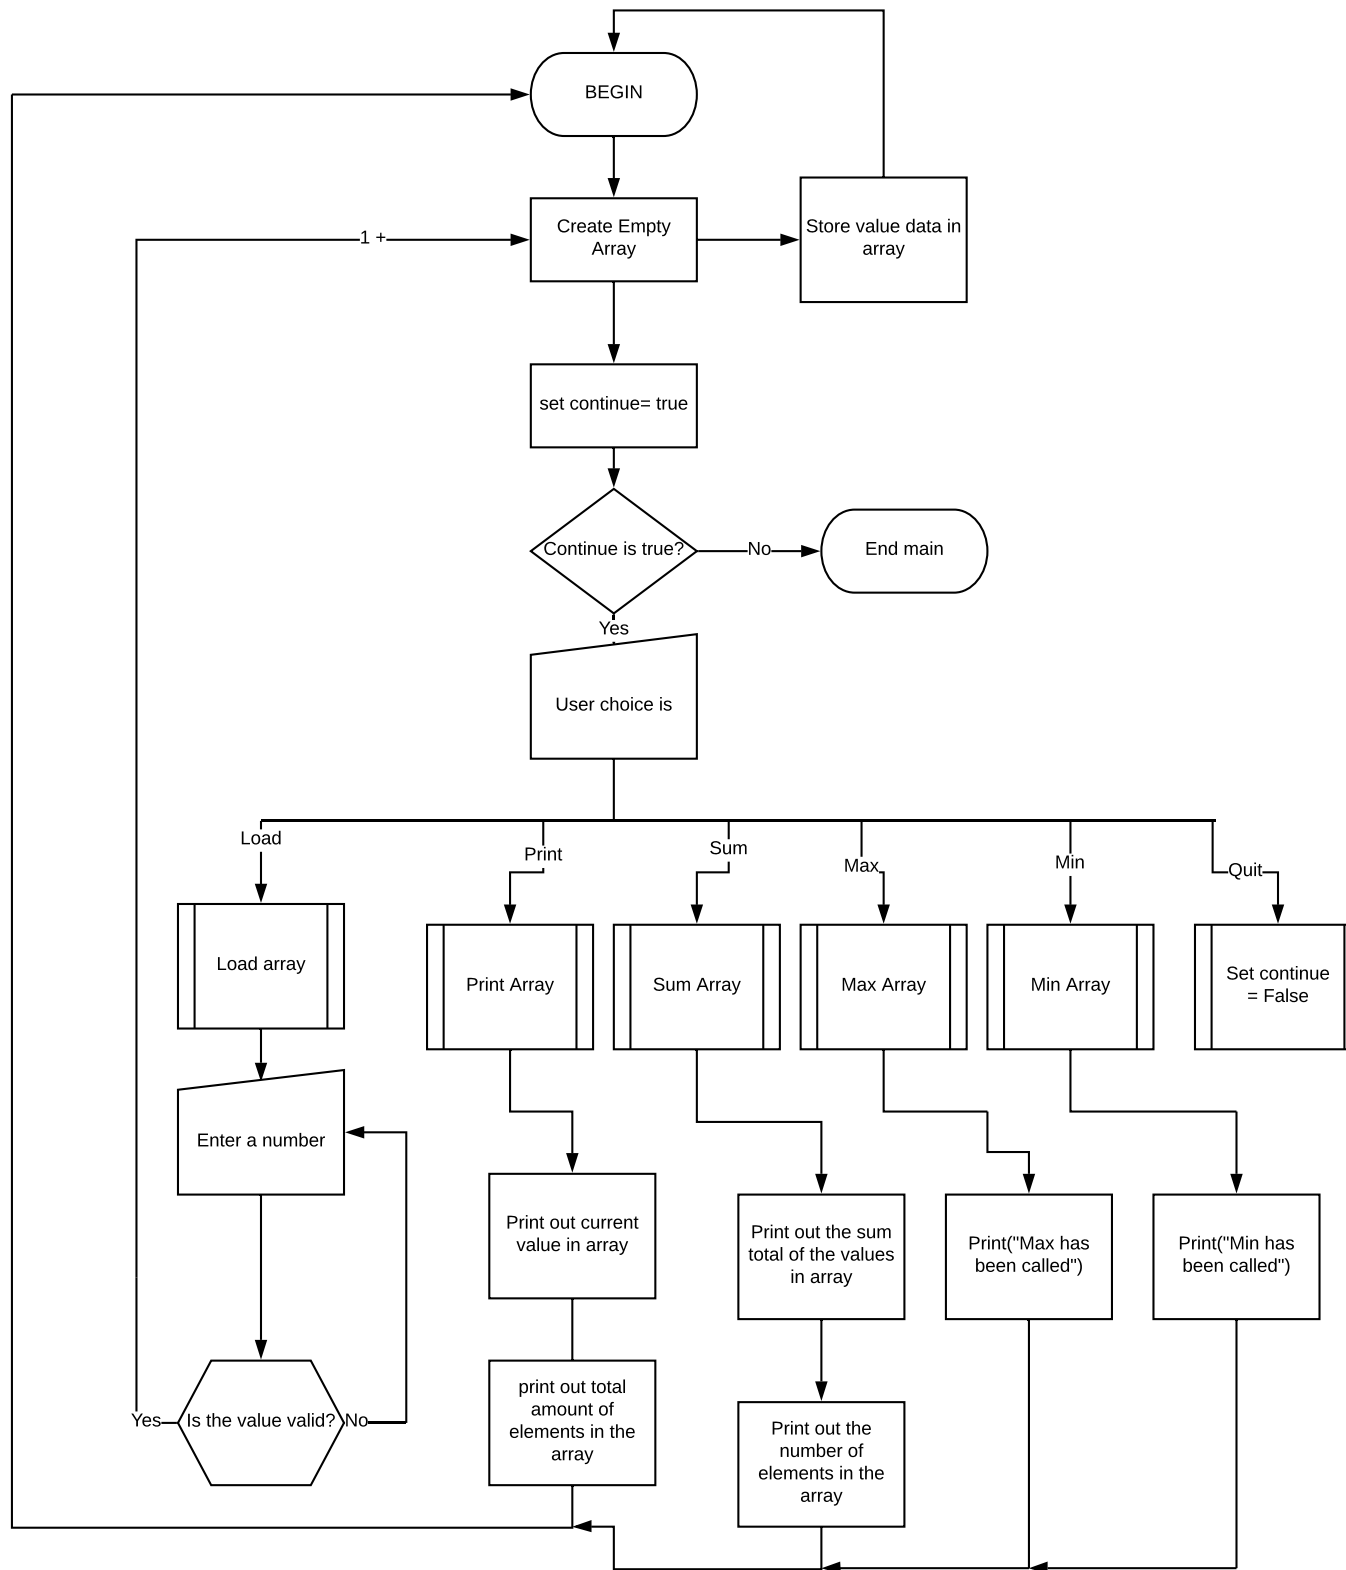 BEGIN
Create Empty
Array
Store value data in
array
1 +
set continue= true
Continue is true?
No
End main
Yes
User choice is
Load
Print
Sum
Max
Min
Quit
Load array
Print Array
Sum Array
Max Array
Min Array
Set continue
= False
Enter a number
Print out current
value in array
Print out the sum
total of the values
in array
Print("Max has
been called")
Print("Min has
been called")
Yes
Is the value valid?
No
print out total
amount of
elements in the
array
Print out the
number of
elements in the
array